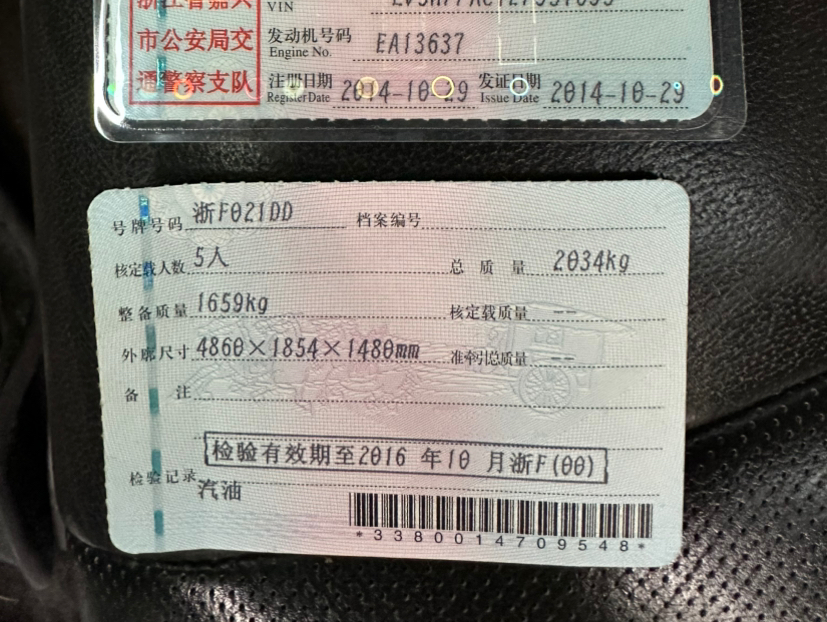 VIN
市公安局交
发动机号码 EA13637
Engine No.
通警察支队
注册日期 2014-10-29 发证日期 2014-10-29
Register Date Issue Date
号牌号码 浙F021DD 档案编号
核定载人数 5人 总质量 2034kg
整备质量 1659kg 核定载质量 --
外廓尺寸 4860×1854×1480mm 准牵引总质量 --
备注
检验有效期至2016 年10 月浙F(00)
检验记录
汽油
*3380014709548*